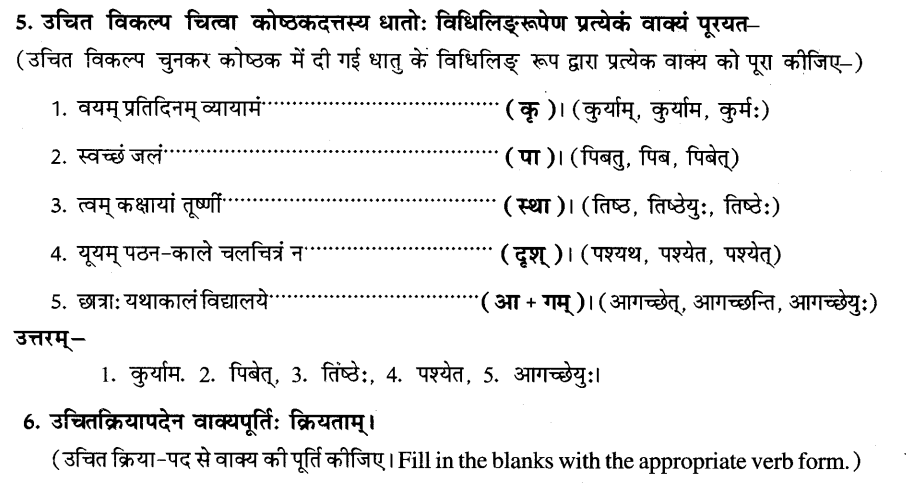 5. उचित विकल्प चित्वा कोष्ठकदत्तस्य धातोः विधिलिङ्रूपेण प्रत्येकं वाक्यं पूरयत–
(उचित विकल्प चुनकर कोष्ठक में दी गई धातु के विधिलिङ् रूप द्वारा प्रत्येक वाक्य को पूरा कीजिए–)
1. वयम् प्रतिदिनम् व्यायामं........................................ (कृ)। (कुर्याम्, कुर्याम, कुर्मः)
2. स्वच्छं जलं........................................ (पा)। (पिबतु, पिब, पिबेत्)
3. त्वम् कक्षायां तूष्णीं........................................ (स्था)। (तिष्ठ, तिष्ठेयुः, तिष्ठेः)
4. यूयम् पठन-काले चलचित्रं न........................................ (दृश्)। (पश्यथ, पश्येत, पश्येत्)
5. छात्राः यथाकालं विद्यालये........................................ (आ + गम्)। (आगच्छेत्, आगच्छन्ति, आगच्छेयुः)
उत्तरम्–
1. कुर्याम. 2. पिबेत्, 3. तिष्ठेः, 4. पश्येत, 5. आगच्छेयुः।
6. उचितक्रियापदेन वाक्यपूर्तिः क्रियताम्।
(उचित क्रिया-पद से वाक्य की पूर्ति कीजिए। Fill in the blanks with the appropriate verb form.)